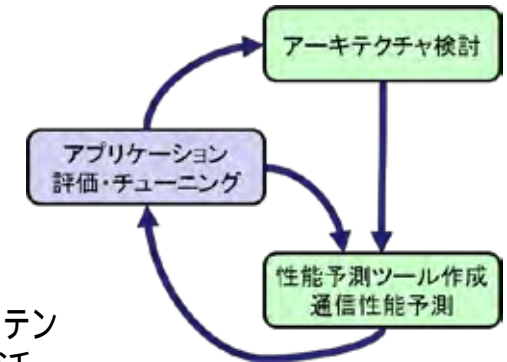 アーキテクチャ検討
アプリケーション
評価・チューニング
性能予測ツール作成
通信性能予測
テン